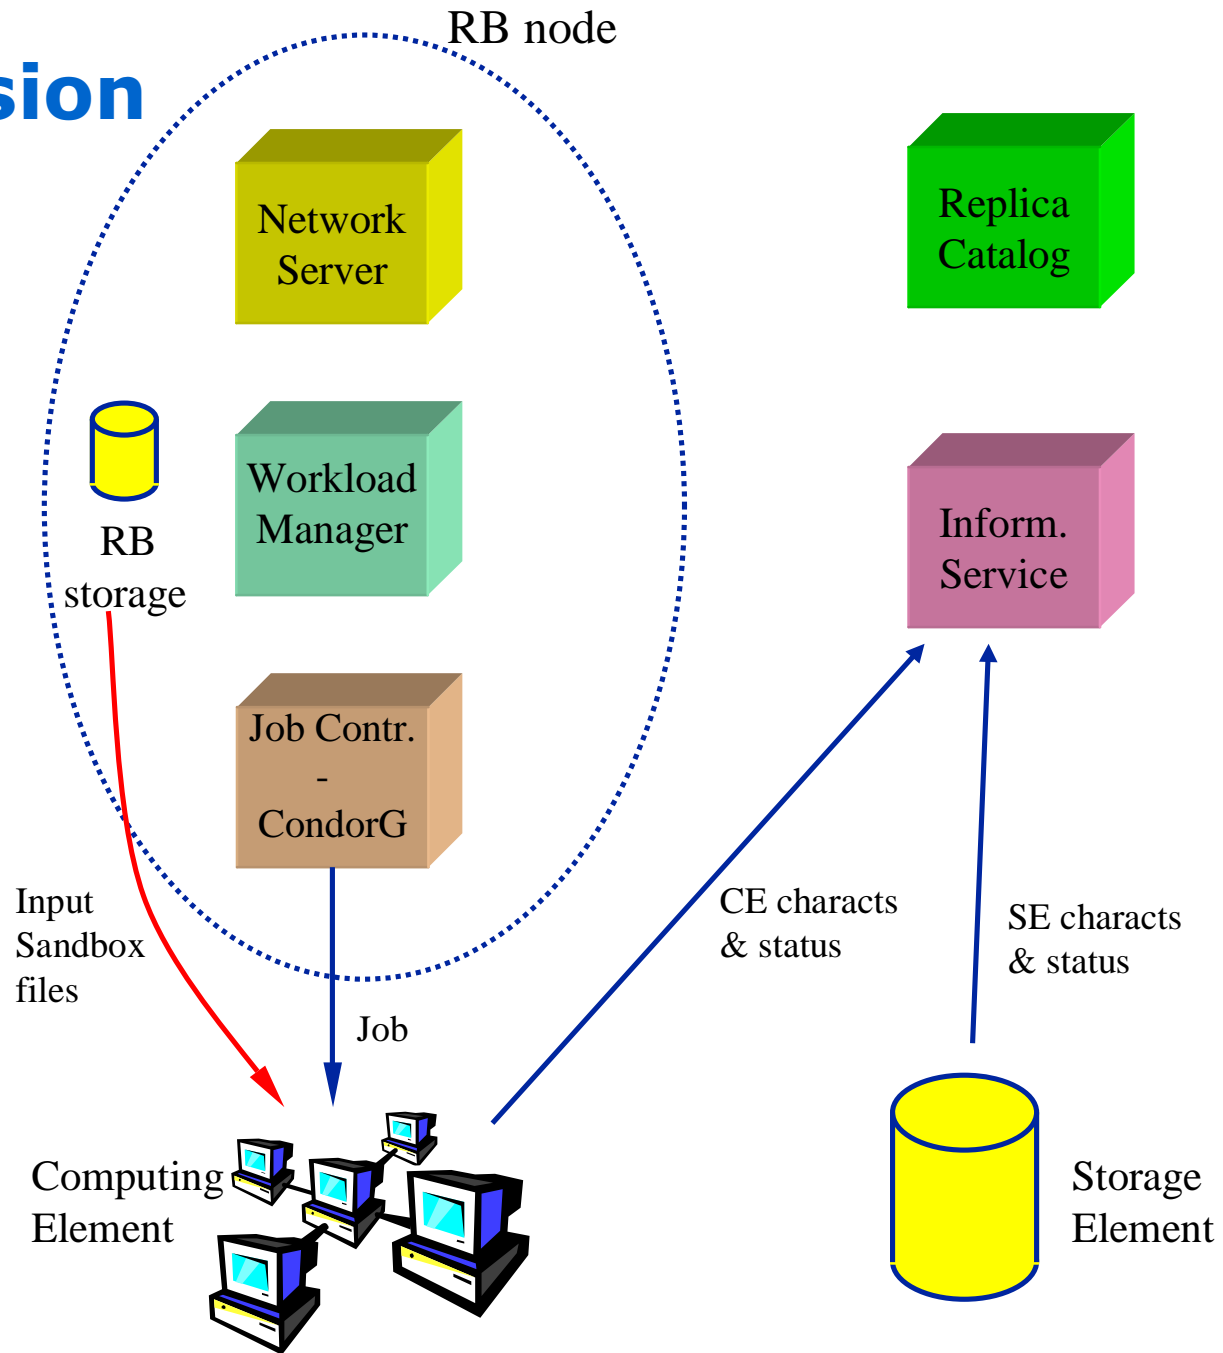 RB node
sion
Network
Server
Replica
Catalog
Workload
Manager
RB
storage
Inform.
Service
Job Contr.
-
CondorG
Input
Sandbox
files
CE characts
& status
SE characts
& status
Job
Computing
Element
Storage
Element